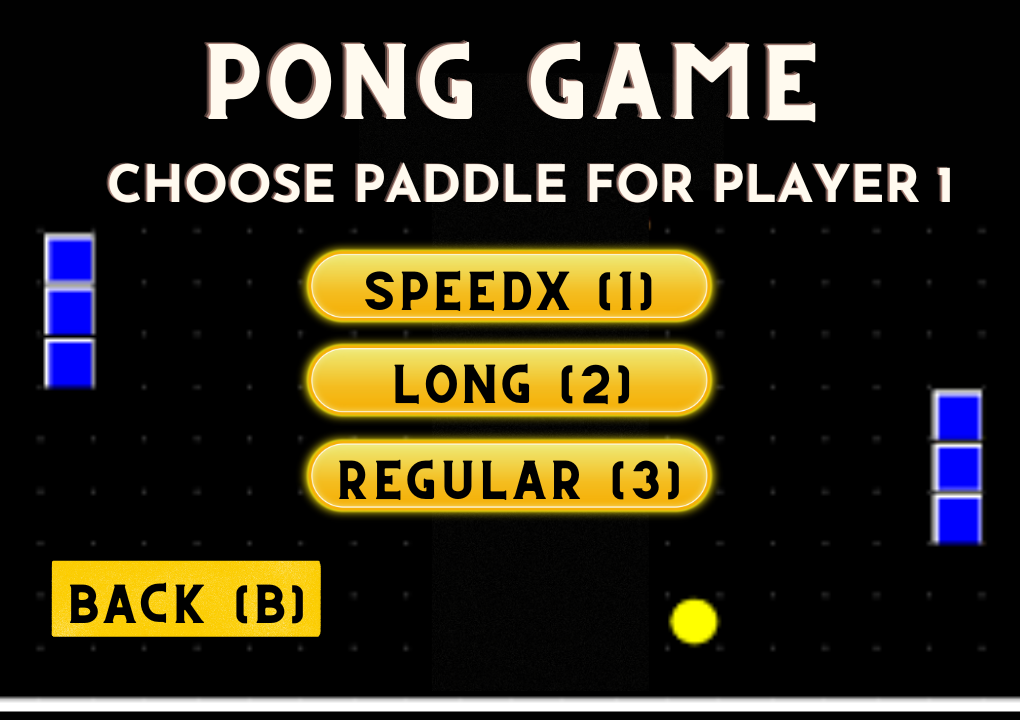 PONG GAME
CHOOSE PADDLE FOR PLAYER 1
SPEEDX (1)
LONG (2)
REGULAR (3)
BACK (B)